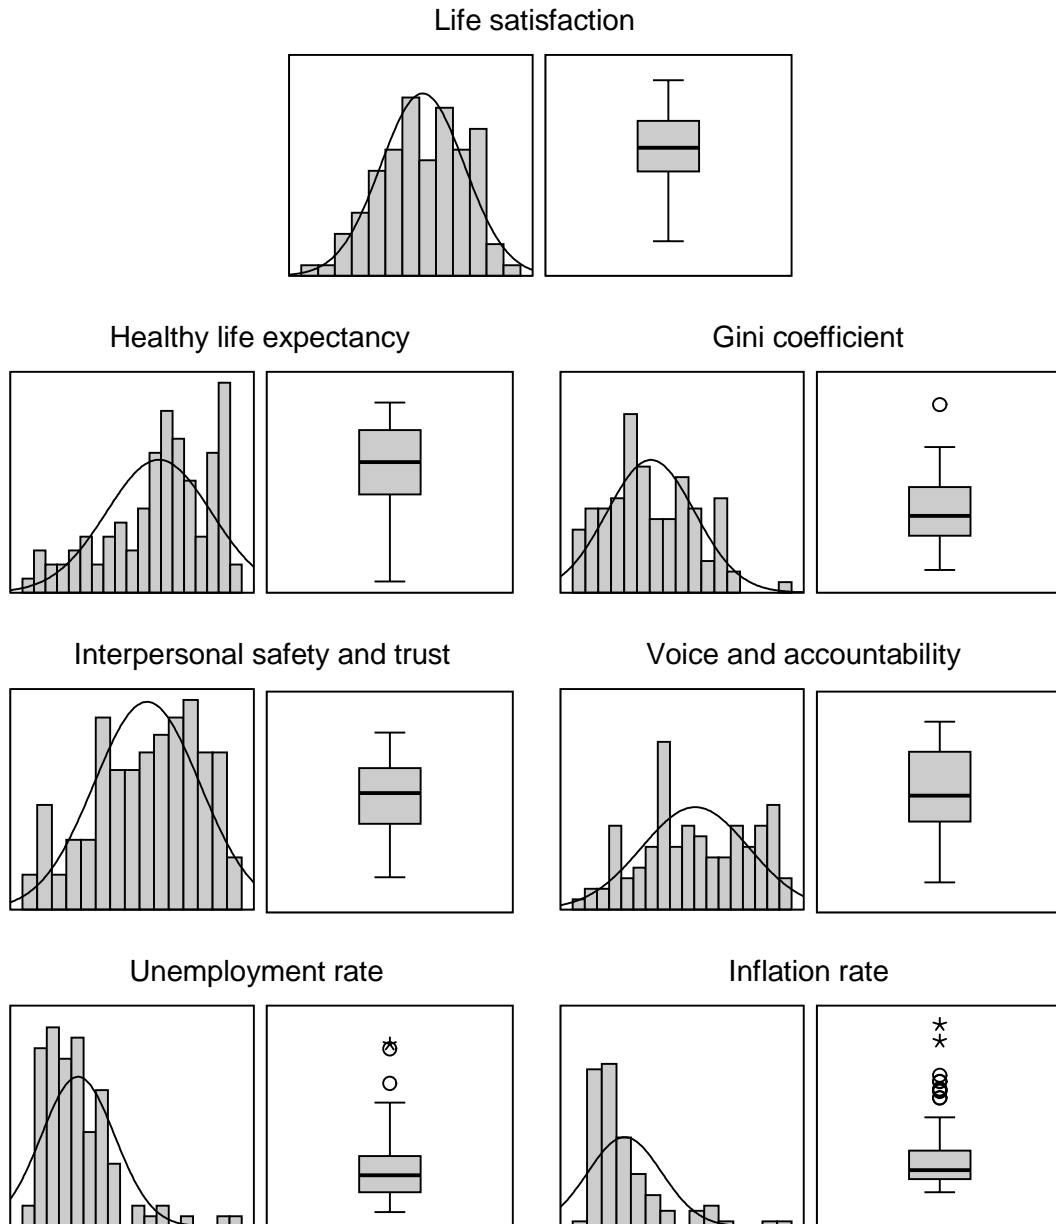 Life satisfaction
Healthy life expectancy
Gini coefficient
Interpersonal safety and trust
Voice and accountability
Unemployment rate
Inflation rate